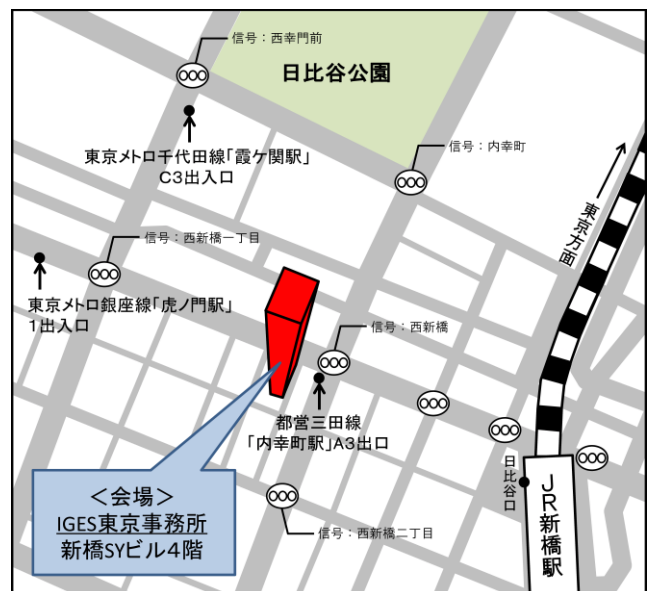 信号：西幸門前
日比谷公園
東京メトロ千代田線「霞ケ関駅」
C3出入口
信号：内幸町
東京方面
信号：西新橋一丁目
東京メトロ銀座線「虎ノ門駅」
1出入口
信号：西新橋
都営三田線
「内幸町駅」A3出口
日比谷口
JR新橋駅
＜会場＞
IGES東京事務所
新橋SYビル4階
信号：西新橋二丁目